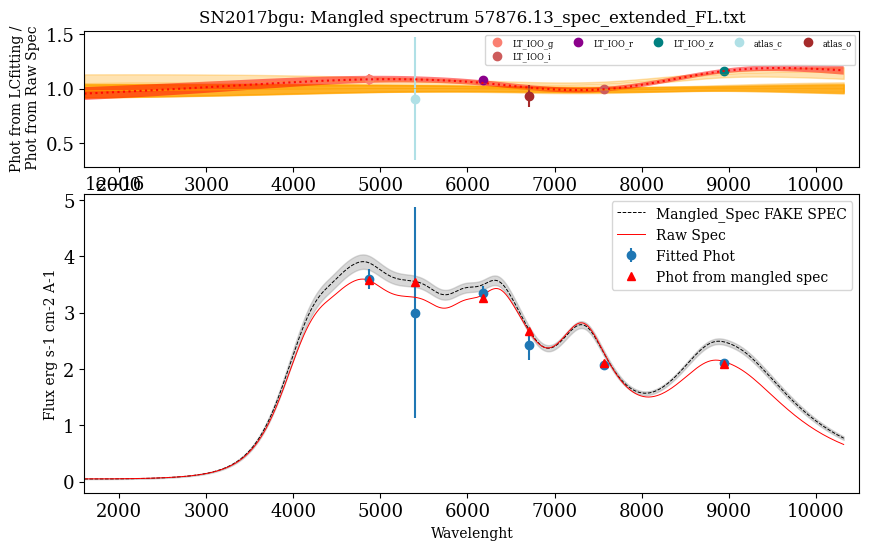 SN2017bgu: Mangled spectrum 57876.13_spec_extended_FL.txt
Phot from LCfitting /
Phot from Raw Spec
1.5
1.0
0.5
LT_IOO_g
LT_IOO_r
LT_IOO_z
atlas_c
atlas_o
LT_IOO_i
2000 3000 4000 5000 6000 7000 8000 9000 10000
1e−16
Flux erg s-1 cm-2 A-1
5
4
3
2
1
0
Mangled_Spec FAKE SPEC
Raw Spec
Fitted Phot
Phot from mangled spec
2000 3000 4000 5000 6000 7000 8000 9000 10000
Wavelenght